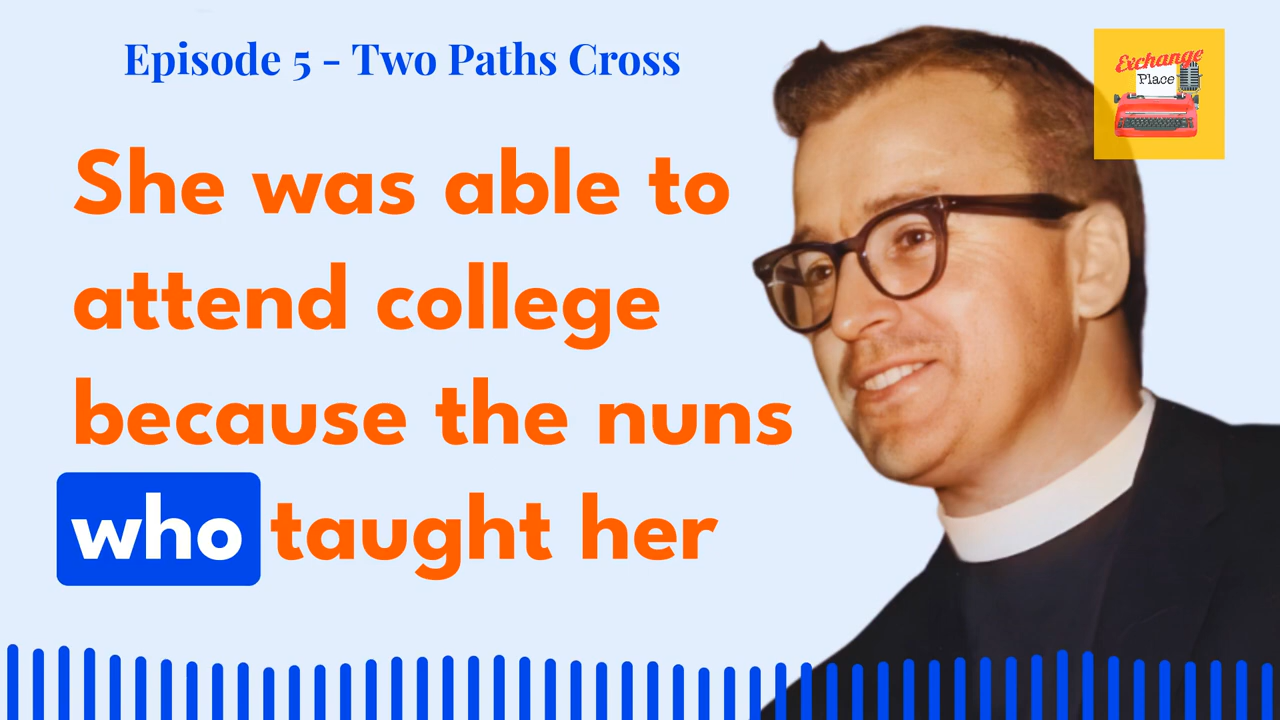 Episode 5 - Two Paths Cross
Exchange
Place
She was able to
attend college
because the nuns
who taught her